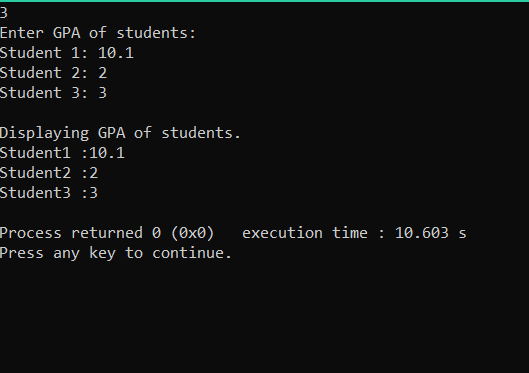 3
Enter GPA of students:
Student 1: 10.1
Student 2: 2
Student 3: 3
Displaying GPA of students.
Student1 :10.1
Student2 :2
Student3 :3
Process returned 0 (0x0)   execution time : 10.603 s
Press any key to continue.